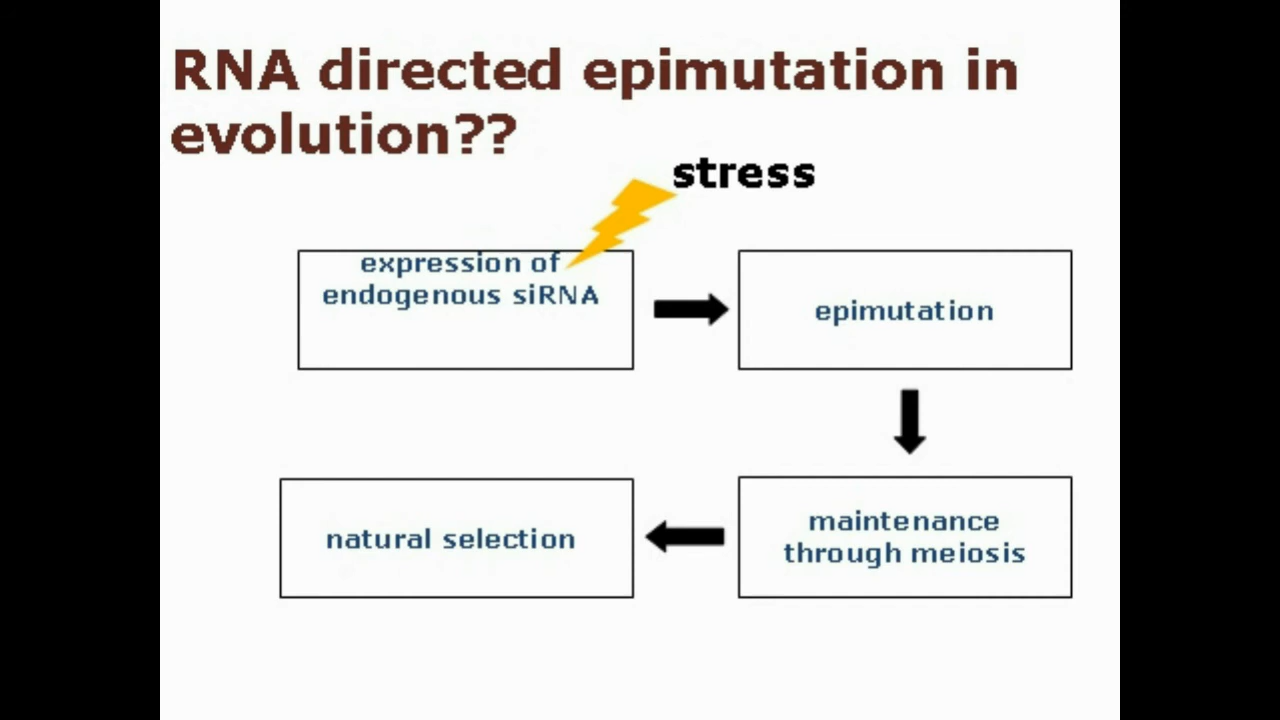 RNA directed epimutation in
evolution??
stress
expression of
endogenous siRNA
epimutation
maintenance
through meiosis
natural selection